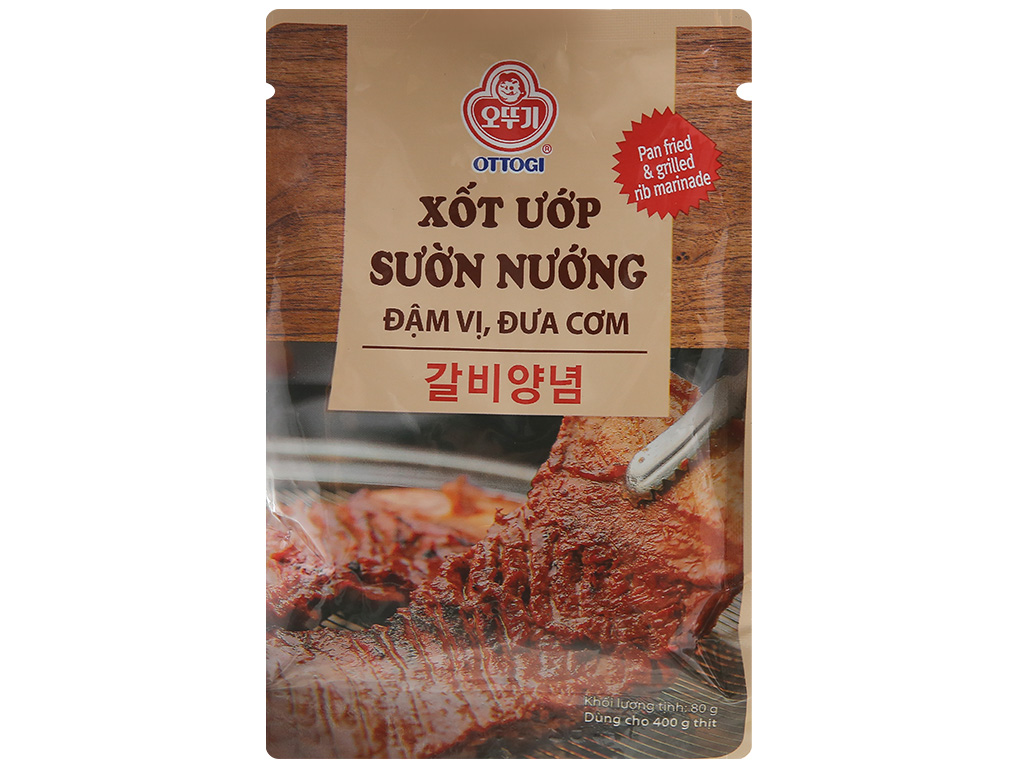 오뚜기
®
OTTOGI
Pan fried
& grilled
rib marinade
XỐT ƯỚP
SƯỜN NƯỚNG
ĐẬM VỊ, ĐƯA CƠM
갈비양념
Khối lượng tịnh: 80 g
Dùng cho 400 g thịt